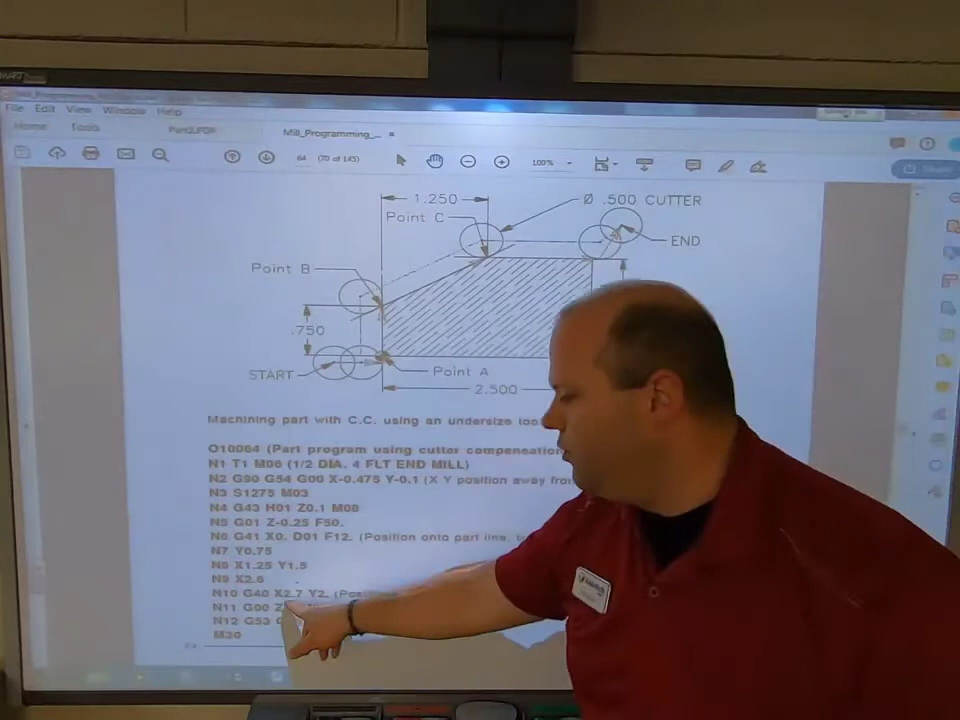 SMART
File Edit View Window Help
Home Tools Part2.PDF Mill_Programming_... ×
64 (70 of 145) 100%
1.250
Ø .500 CUTTER
Point C
END
Point B
.750
START
Point A
2.500
Machining part with C.C. using an undersize
O10064 (Part program using cutter compensation
N1 T1 M06 (1/2 DIA. 4 FLT END MILL)
N2 G90 G54 G00 X-0.475 Y-0.1 (X Y position away
N3 S1275 M03
N4 G43 H01 Z0.1 M08
N5 G01 Z-0.25 F50.
N6 G41 X0. D01 F12. (Position onto part line,
N7 Y0.75
N8 X1.25 Y1.5
N9 X2.5
N10 G40 X2.7 Y2.
N11 G00
N12 G53
M30